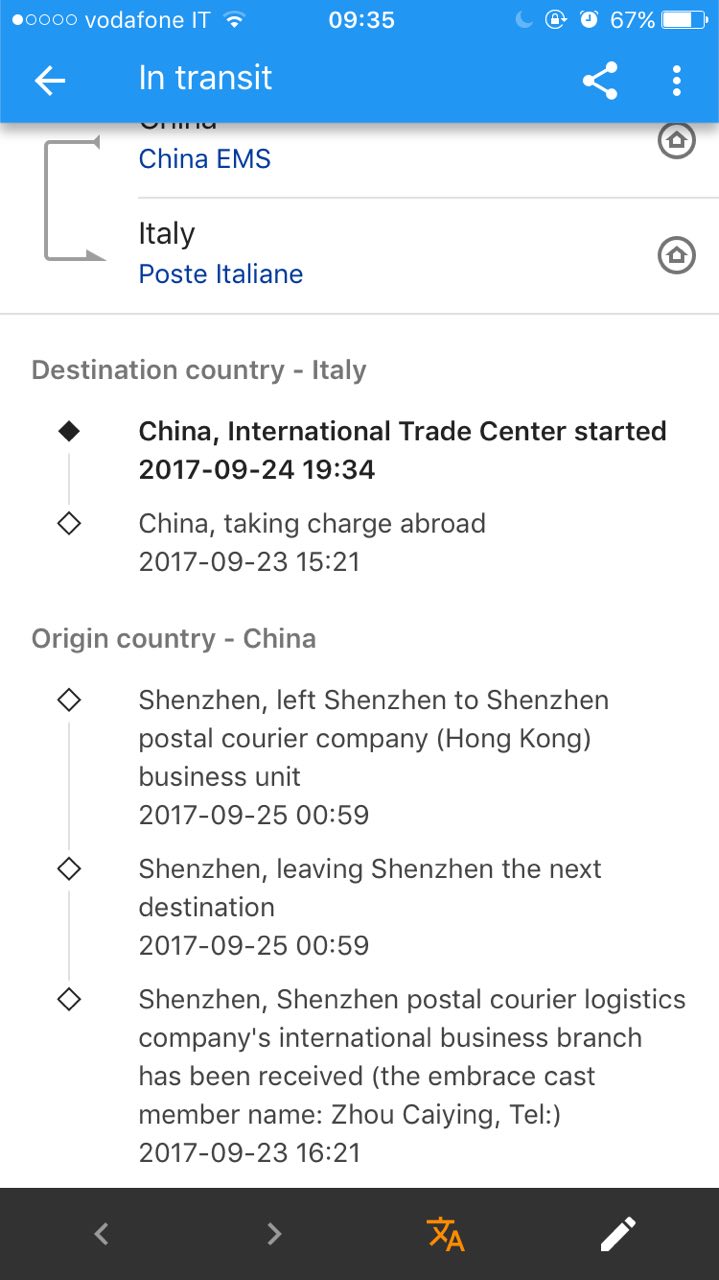 vodafone IT 09:35 67%
In transit
China
China EMS
Italy
Poste Italiane
Destination country - Italy
China, International Trade Center started
2017-09-24 19:34
China, taking charge abroad
2017-09-23 15:21
Origin country - China
Shenzhen, left Shenzhen to Shenzhen
postal courier company (Hong Kong)
business unit
2017-09-25 00:59
Shenzhen, leaving Shenzhen the next
destination
2017-09-25 00:59
Shenzhen, Shenzhen postal courier logistics
company's international business branch
has been received (the embrace cast
member name: Zhou Caiying, Tel:)
2017-09-23 16:21
文A